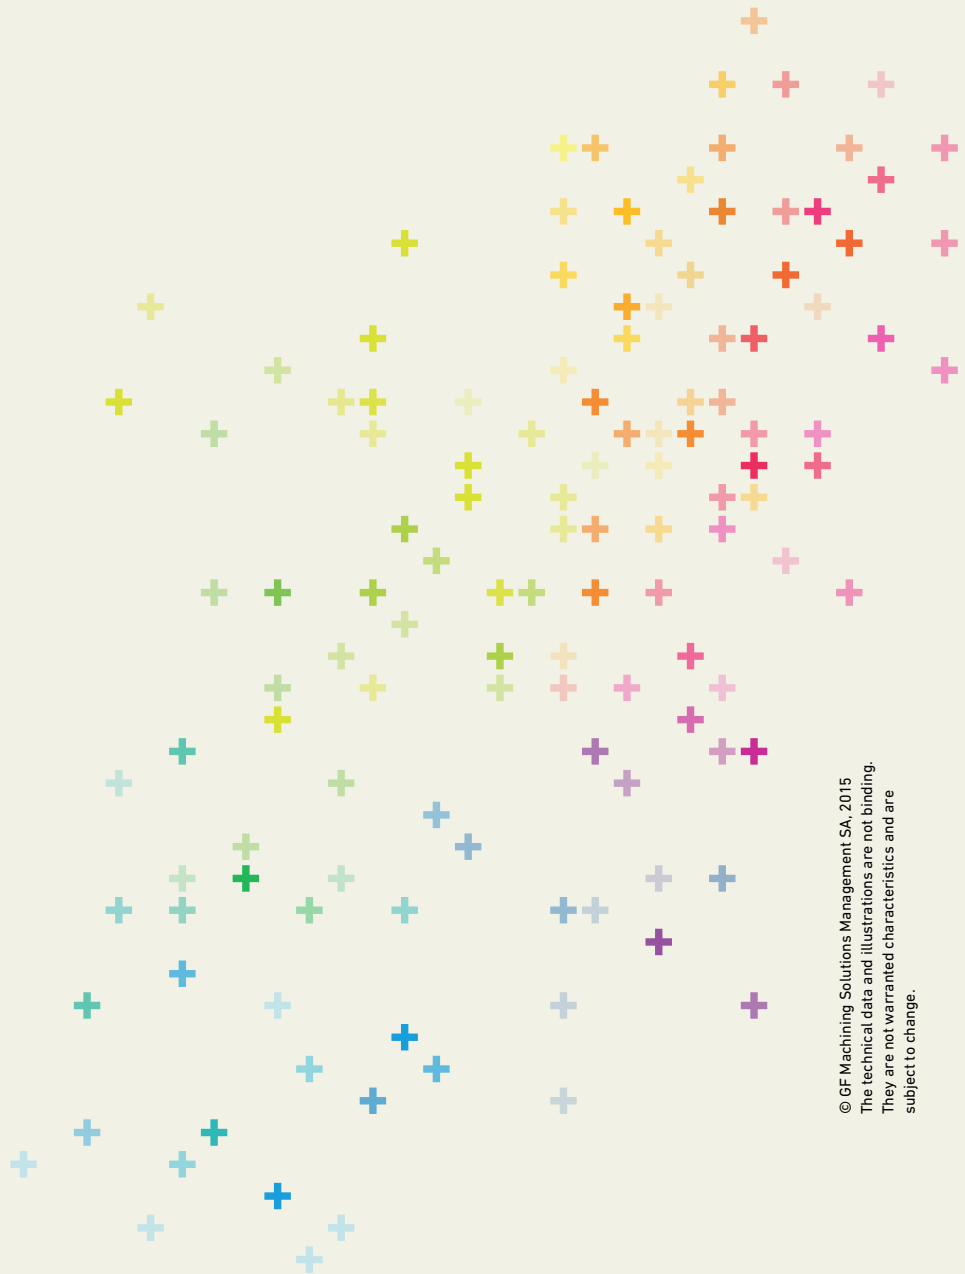 © GF Machining Solutions Management SA, 2015
The technical data and illustrations are not binding.
They are not warranted characteristics and are
subject to change.